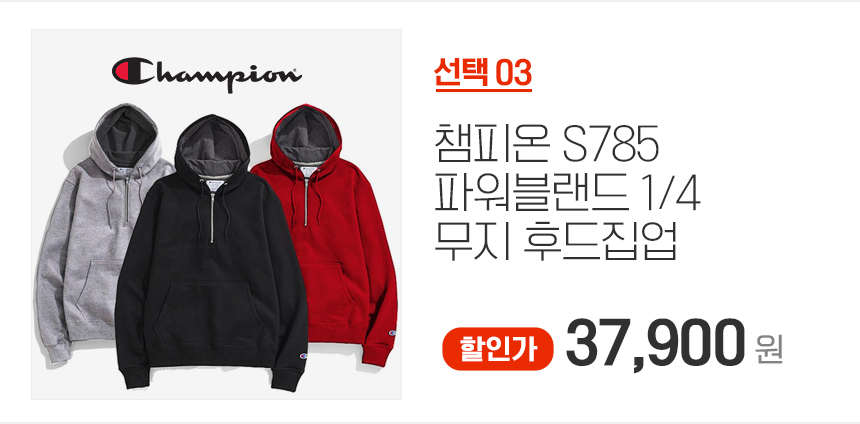 Champion
선택 03
챔피온 S785
파워블랜드 1/4
무지 후드집업
할인가 37,900 원